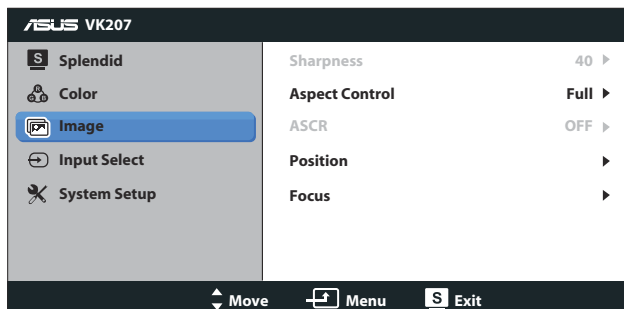 ASUS VK207
S Splendid
Color
Image
Input Select
System Setup
Sharpness 40
Aspect Control Full
ASCR OFF
Position
Focus
Move Menu S Exit